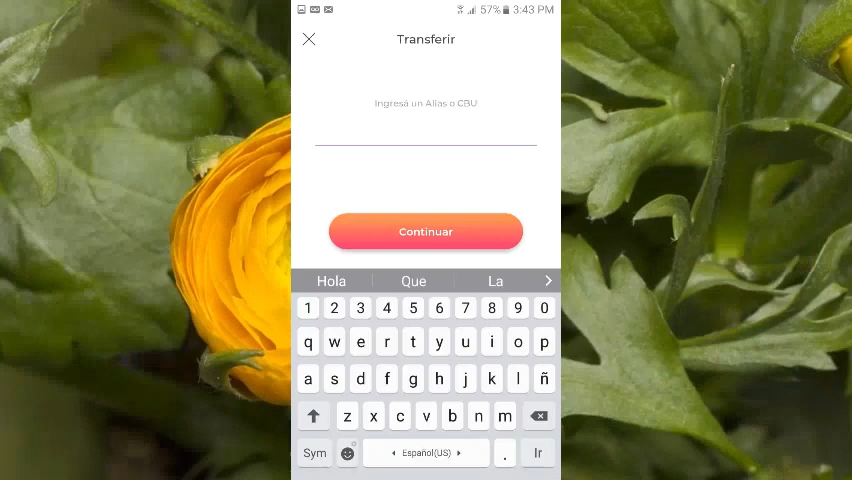 57% 3:43 PM
Transferir
Ingresá un Alias o CBU
Continuar
Hola Que La
1 2 3 4 5 6 7 8 9 0
q w e r t y u i o p
a s d f g h j k l ñ
z x c v b n m
Sym Español(US) . Ir